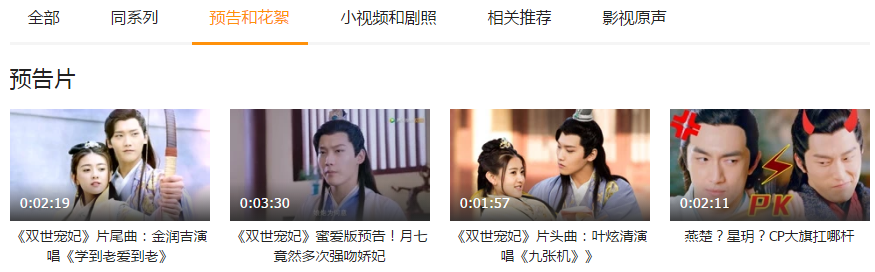 全部 同系列 预告和花絮 小视频和剧照 相关推荐 影视原声
预告片
0:02:19 0:03:30 0:01:57 0:02:11
PK
《双世宠妃》片尾曲：金润吉演
唱《学到老爱到老》
《双世宠妃》蜜爱版预告！月七
竟然多次强吻娇妃
《双世宠妃》片头曲：叶炫清演
唱《九张机》》
燕楚？星玥？CP大旗扛哪杆